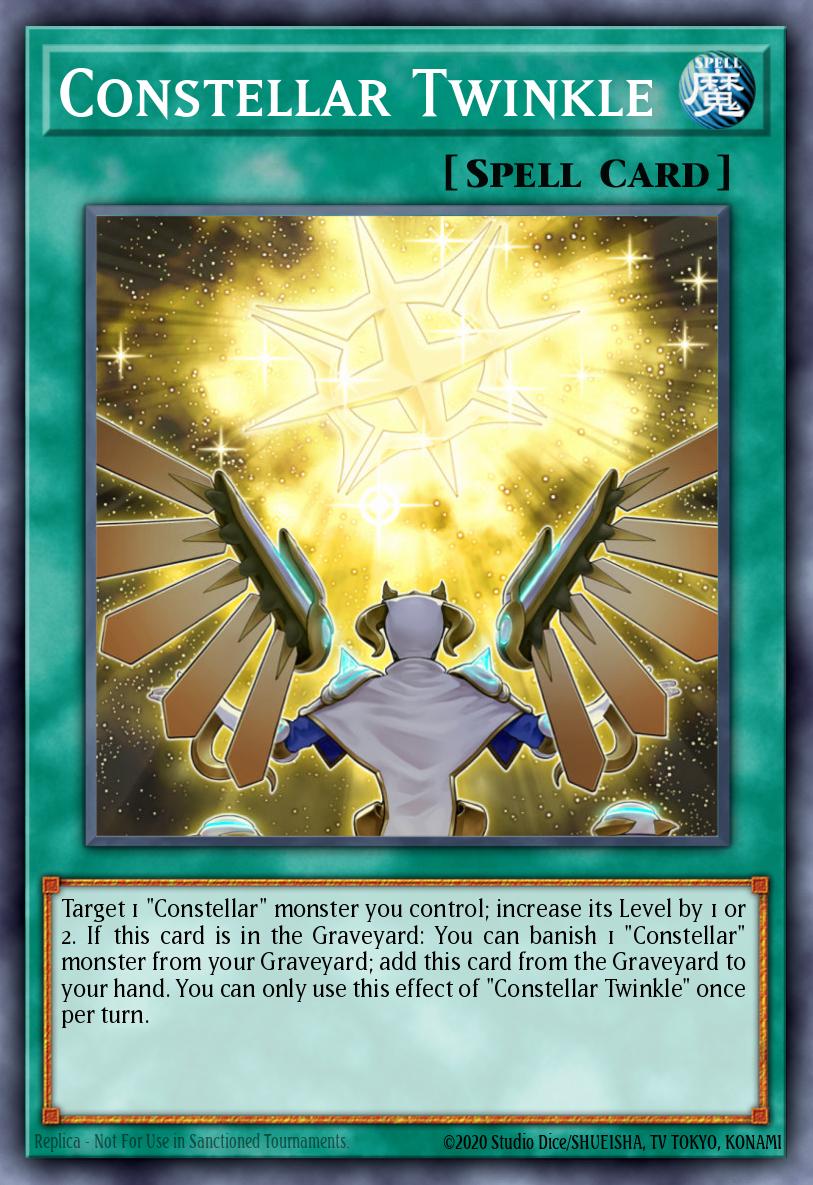 Constellar Twinkle
SPELL
魔
[ Spell Card ]
Target 1 "Constellar" monster you control; increase its Level by 1 or
2. If this card is in the Graveyard: You can banish 1 "Constellar"
monster from your Graveyard; add this card from the Graveyard to
your hand. You can only use this effect of "Constellar Twinkle" once
per turn.
Replica - Not For Use in Sanctioned Tournaments.
©2020 Studio Dice/SHUEISHA, TV TOKYO, KONAMI